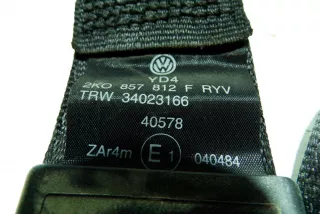 YD4
2K0 857 812 F RYV
TRW 34023166
40578
ZAr4m E1 040484